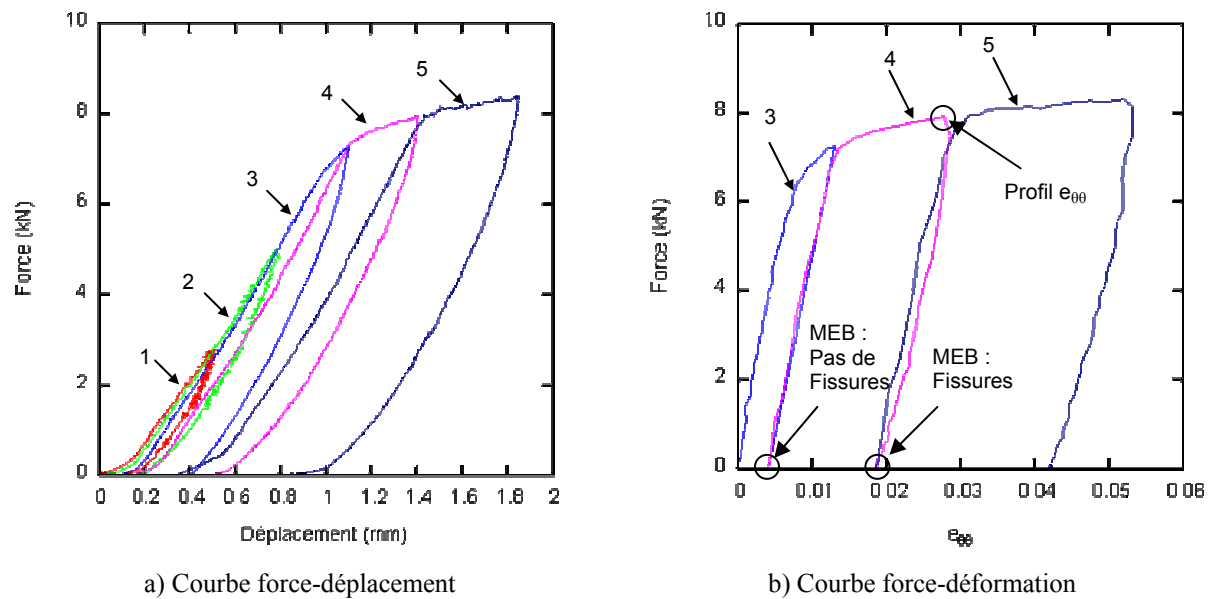 10
8
6
4
2
0
Force (kN)
1
2
3
4
5
0 0.2 0.4 0.6 0.8 1 1.2 1.4 1.6 1.8 2
Déplacement (mm)
a) Courbe force-déplacement
10
8
6
4
2
0
Force (kN)
3
4
5
Profil eθθ
MEB :
Pas de
Fissures
MEB :
Fissures
0 0.01 0.02 0.03 0.04 0.05 0.06
eθθ
b) Courbe force-déformation